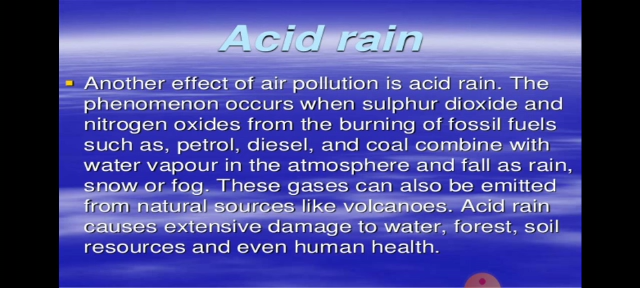 Acid rain
Another effect of air pollution is acid rain. The
phenomenon occurs when sulphur dioxide and
nitrogen oxides from the burning of fossil fuels
such as, petrol, diesel, and coal combine with
water vapour in the atmosphere and fall as rain,
snow or fog. These gases can also be emitted
from natural sources like volcanoes. Acid rain
causes extensive damage to water, forest, soil
resources and even human health.